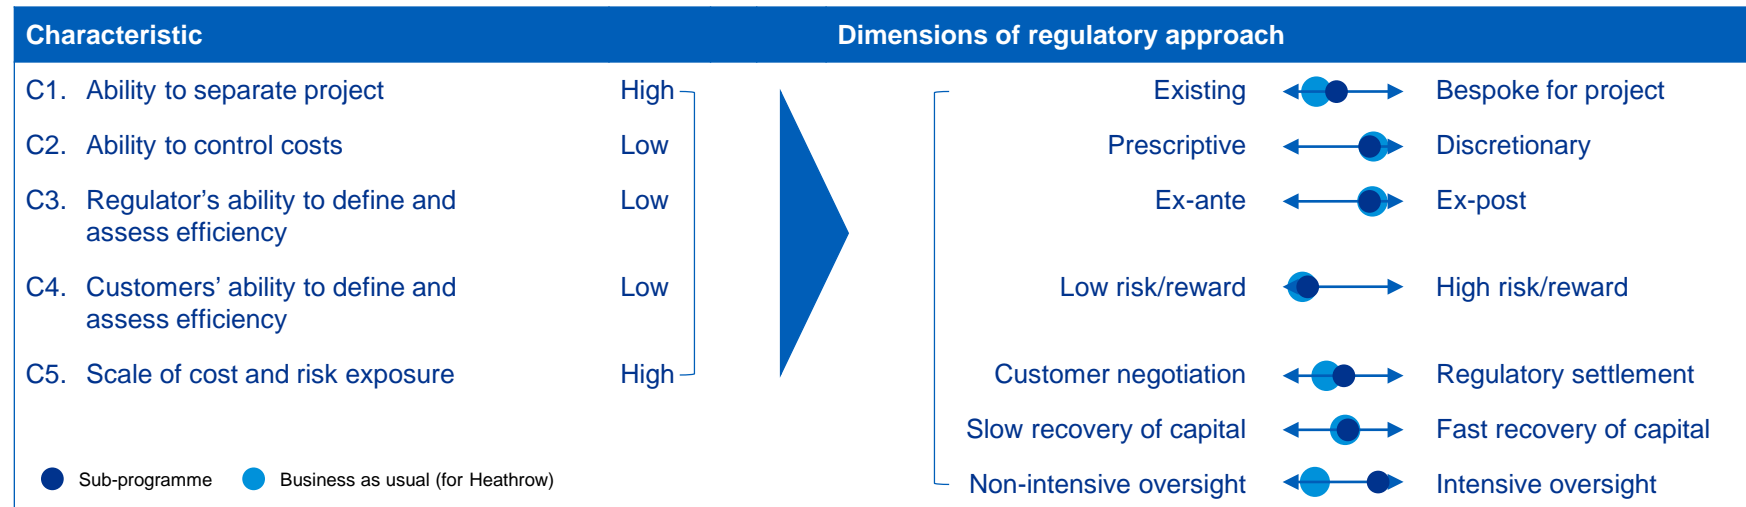 Characteristic
Dimensions of regulatory approach
C1. Ability to separate project High
C2. Ability to control costs Low
C3. Regulator’s ability to define and Low
assess efficiency
C4. Customers’ ability to define and Low
assess efficiency
C5. Scale of cost and risk exposure High
Sub-programme
Business as usual (for Heathrow)
Existing Bespoke for project
Prescriptive Discretionary
Ex-ante Ex-post
Low risk/reward High risk/reward
Customer negotiation Regulatory settlement
Slow recovery of capital Fast recovery of capital
Non-intensive oversight Intensive oversight